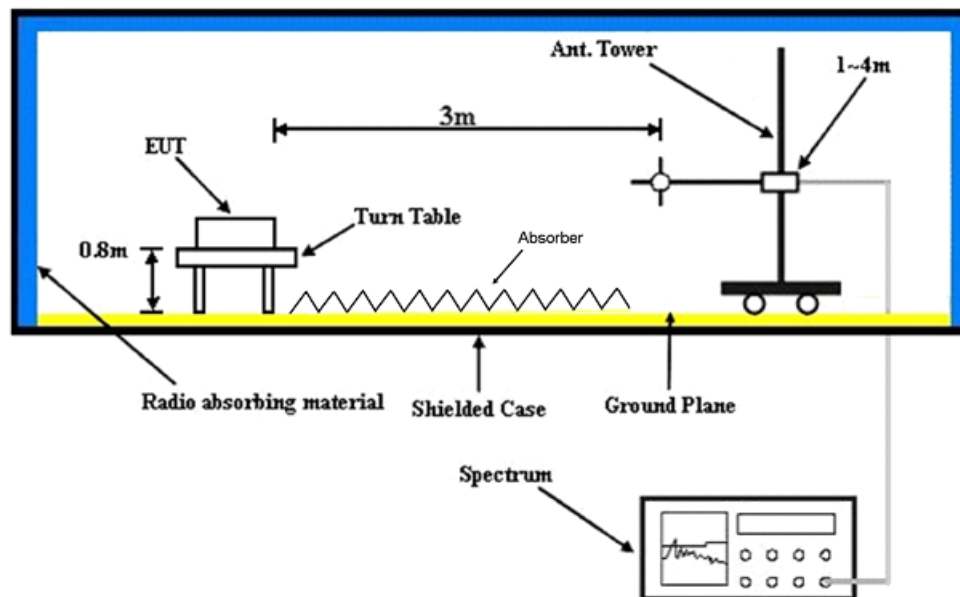 Ant. Tower
1~4m
3m
EUT
Turn Table
0.8m
Absorber
Radio absorbing material
Shielded Case
Ground Plane
Spectrum